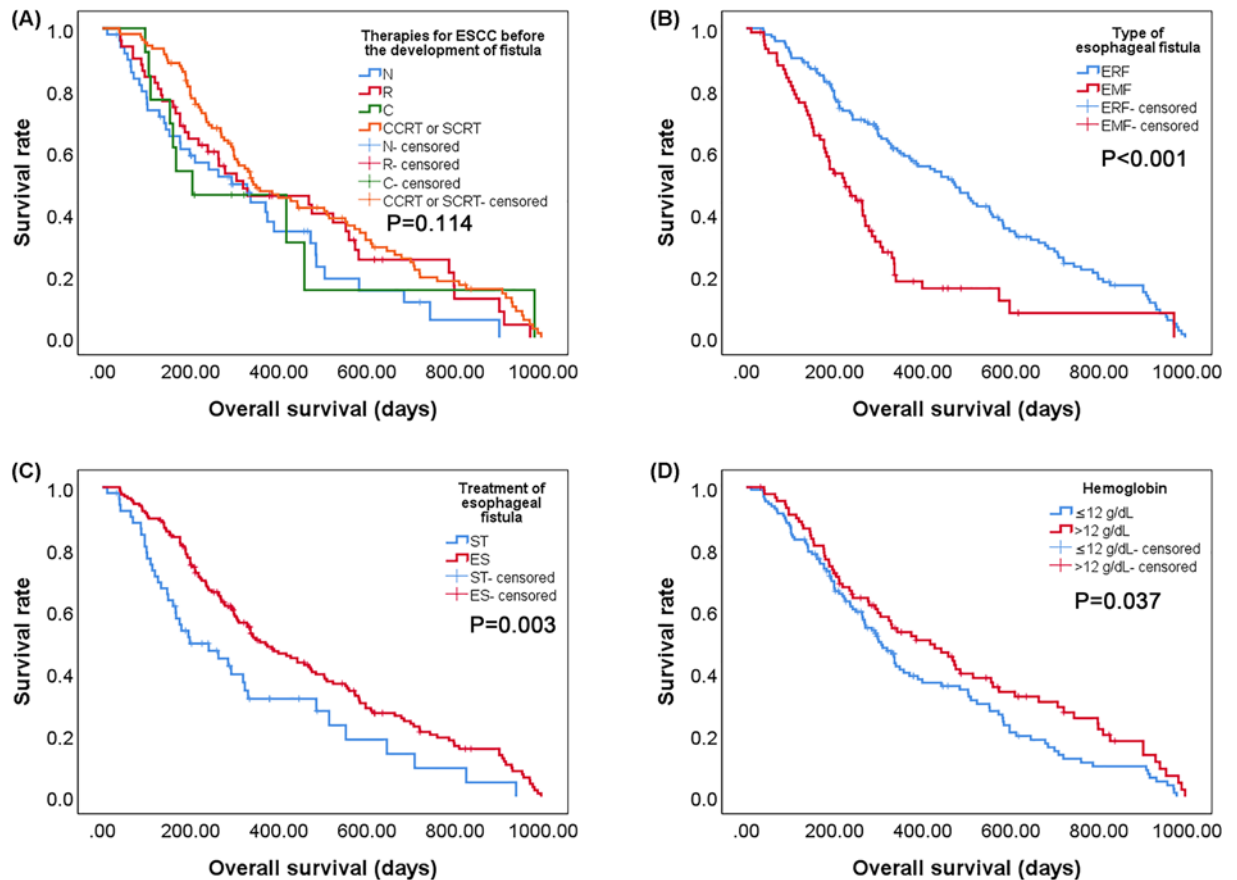 (A)
Therapies for ESCC before
the development of fistula
N
R
C
CCRT or SCRT
N- censored
R- censored
C- censored
CCRT or SCRT- censored
P=0.114
Survival rate
1.0
0.8
0.6
0.4
0.2
0.0
.00 200.00 400.00 600.00 800.00 1000.00
Overall survival (days)
(B)
Type of
esophageal fistula
ERF
EMF
ERF- censored
EMF- censored
P<0.001
Survival rate
1.0
0.8
0.6
0.4
0.2
0.0
.00 200.00 400.00 600.00 800.00 1000.00
Overall survival (days)
(C)
Treatment of
esophageal
fistula
ST
ES
ST- censored
ES- censored
P=0.003
Survival rate
1.0
0.8
0.6
0.4
0.2
0.0
.00 200.00 400.00 600.00 800.00 1000.00
Overall survival (days)
(D)
Hemoglobin
≤12 g/dL
>12 g/dL
≤12 g/dL- censored
>12 g/dL- censored
P=0.037
Survival rate
1.0
0.8
0.6
0.4
0.2
0.0
.00 200.00 400.00 600.00 800.00 1000.00
Overall survival (days)